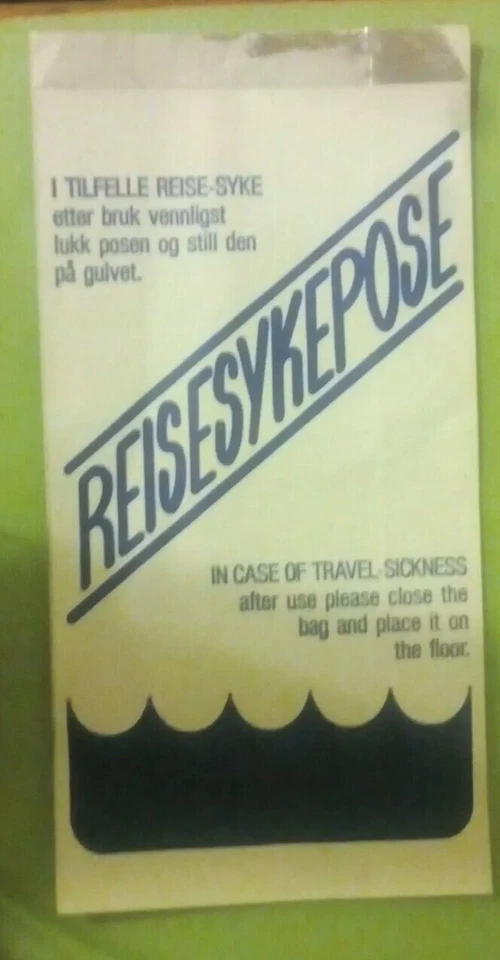 I TILFELLE REISE-SYKE
etter bruk vennligst
lukk posen og still den
på gulvet.
REISESYKEPOSE
IN CASE OF TRAVEL-SICKNESS
after use please close the
bag and place it on
the floor.